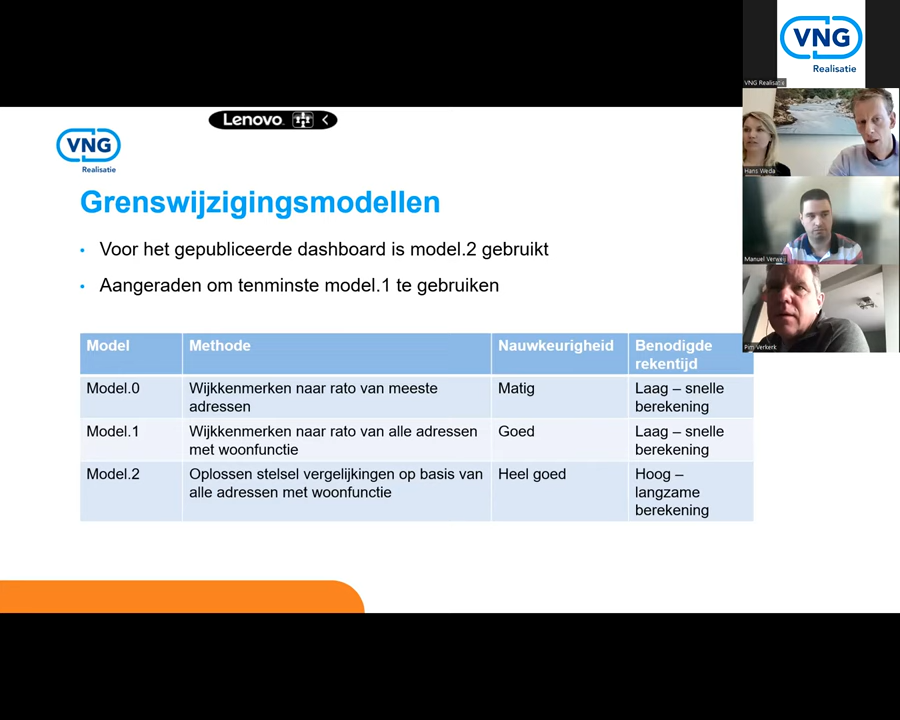 VNG
Realisatie
VNG Realisatie
Lenovo
VNG
Realisatie
Hans Weda
Grenswijzigingsmodellen
Voor het gepubliceerde dashboard is model.2 gebruikt
Manuel Verweij
Aangeraden om tenminste model.1 te gebruiken
Pim Verkerk
Model Methode Nauwkeurigheid Benodigde
rekentijd
Model.0 Wijkkenmerken naar rato van meeste Matig Laag – snelle
adressen berekening
Model.1 Wijkkenmerken naar rato van alle adressen Goed Laag – snelle
met woonfunctie berekening
Model.2 Oplossen stelsel vergelijkingen op basis van Heel goed Hoog –
alle adressen met woonfunctie langzame
berekening